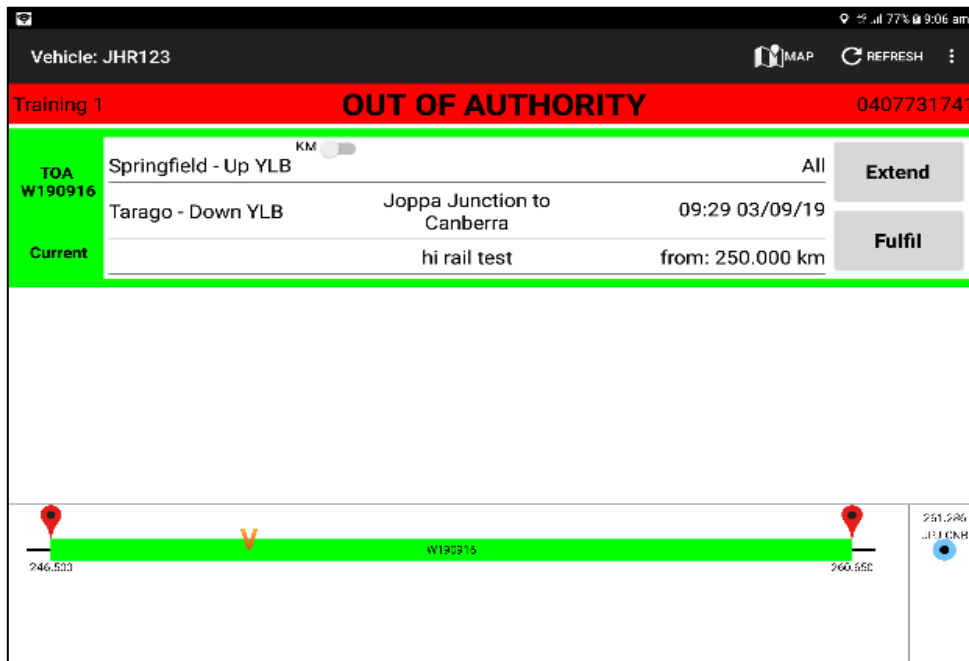 77% 9:06 am
Vehicle: JHR123 MAP REFRESH
Training 1 OUT OF AUTHORITY 0407731741
KM
TOA W190916 Springfield - Up YLB All Extend
Tarago - Down YLB Joppa Junction to Canberra 09:29 03/09/19
Current hi rail test from: 250.000 km Fulfil
V
W190916
246.500 260.650